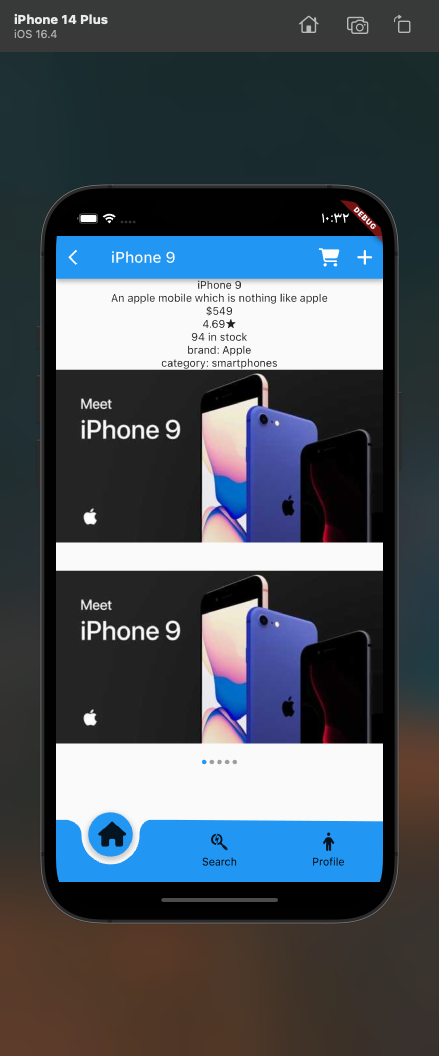 iPhone 14 Plus
iOS 16.4
١٠:٣٢
DEBUG
iPhone 9
iPhone 9
An apple mobile which is nothing like apple
$549
4.69★
94 in stock
brand: Apple
category: smartphones
Meet
iPhone 9
Meet
iPhone 9
Search
Profile